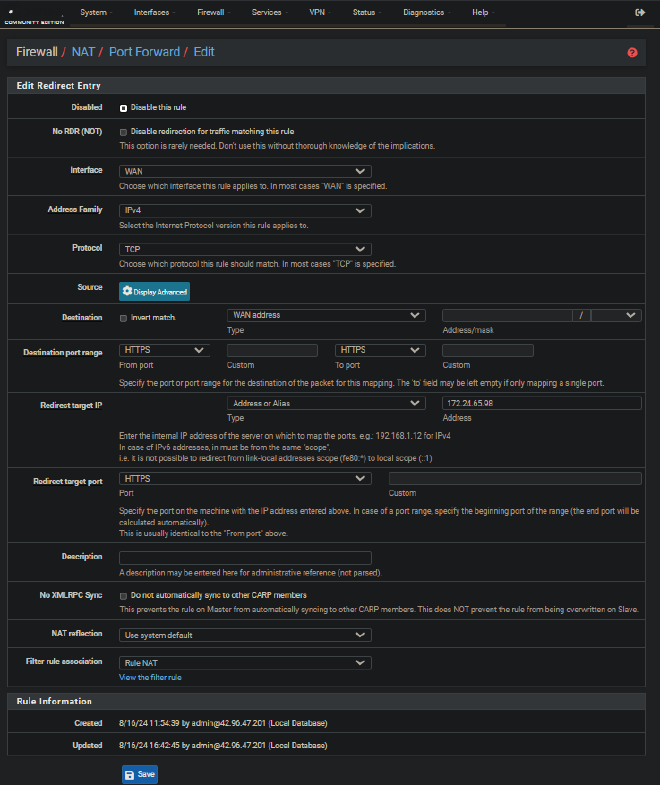 COMMUNITY EDITION
System Interfaces Firewall Services VPN Status Diagnostics Help
Firewall / NAT / Port Forward / Edit
Edit Redirect Entry
Disabled Disable this rule
No RDR (NOT) Disable redirection for traffic matching this rule
This option is rarely needed. Don't use this without thorough knowledge of the implications.
Interface WAN
Choose which interface this rule applies to. In most cases "WAN" is specified.
Address Family IPv4
Select the Internet Protocol version this rule applies to.
Protocol TCP
Choose which protocol this rule should match. In most cases "TCP" is specified.
Source Display Advanced
Destination Invert match. WAN address /
Type Address/mask
Destination port range HTTPS HTTPS
From port Custom To port Custom
Specify the port or port range for the destination of the packet for this mapping. The 'to' field may be left empty if only mapping a single port.
Redirect target IP Address or Alias 172.24.65.98
Type Address
Enter the internal IP address of the server on which to map the ports. e.g.: 192.168.1.12 for IPv4
In case of IPv6 addresses, in must be from the same "scope",
i.e. it is not possible to redirect from link-local addresses scope (fe80:*) to local scope (::1)
Redirect target port HTTPS
Port Custom
Specify the port on the machine with the IP address entered above. In case of a port range, specify the beginning port of the range (the end port will be
calculated automatically).
This is usually identical to the "From port" above.
Description
A description may be entered here for administrative reference (not parsed).
No XMLRPC Sync Do not automatically sync to other CARP members
This prevents the rule on Master from automatically syncing to other CARP members. This does NOT prevent the rule from being overwritten on Slave.
NAT reflection Use system default
Filter rule association Rule NAT
View the filter rule
Rule Information
Created 8/16/24 11:54:39 by admin@42.96.47.201 (Local Database)
Updated 8/16/24 16:42:45 by admin@42.96.47.201 (Local Database)
Save